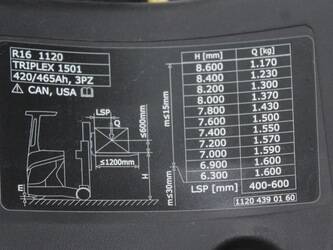 R16 1120
TRIPLEX 1501
420/465Ah, 3PZ
CAN, USA
LSP
Q
≤600mm
≤1200mm
H
m≤15mm
m≤30mm
H [mm] Q [kg]
8.600 1.170
8.400 1.230
8.200 1.300
8.000 1.370
7.800 1.430
7.600 1.500
7.400 1.550
7.200 1.570
7.000 1.590
6.900 1.600
6.300 1.600
LSP [mm] 400-600
1120 439 01 60